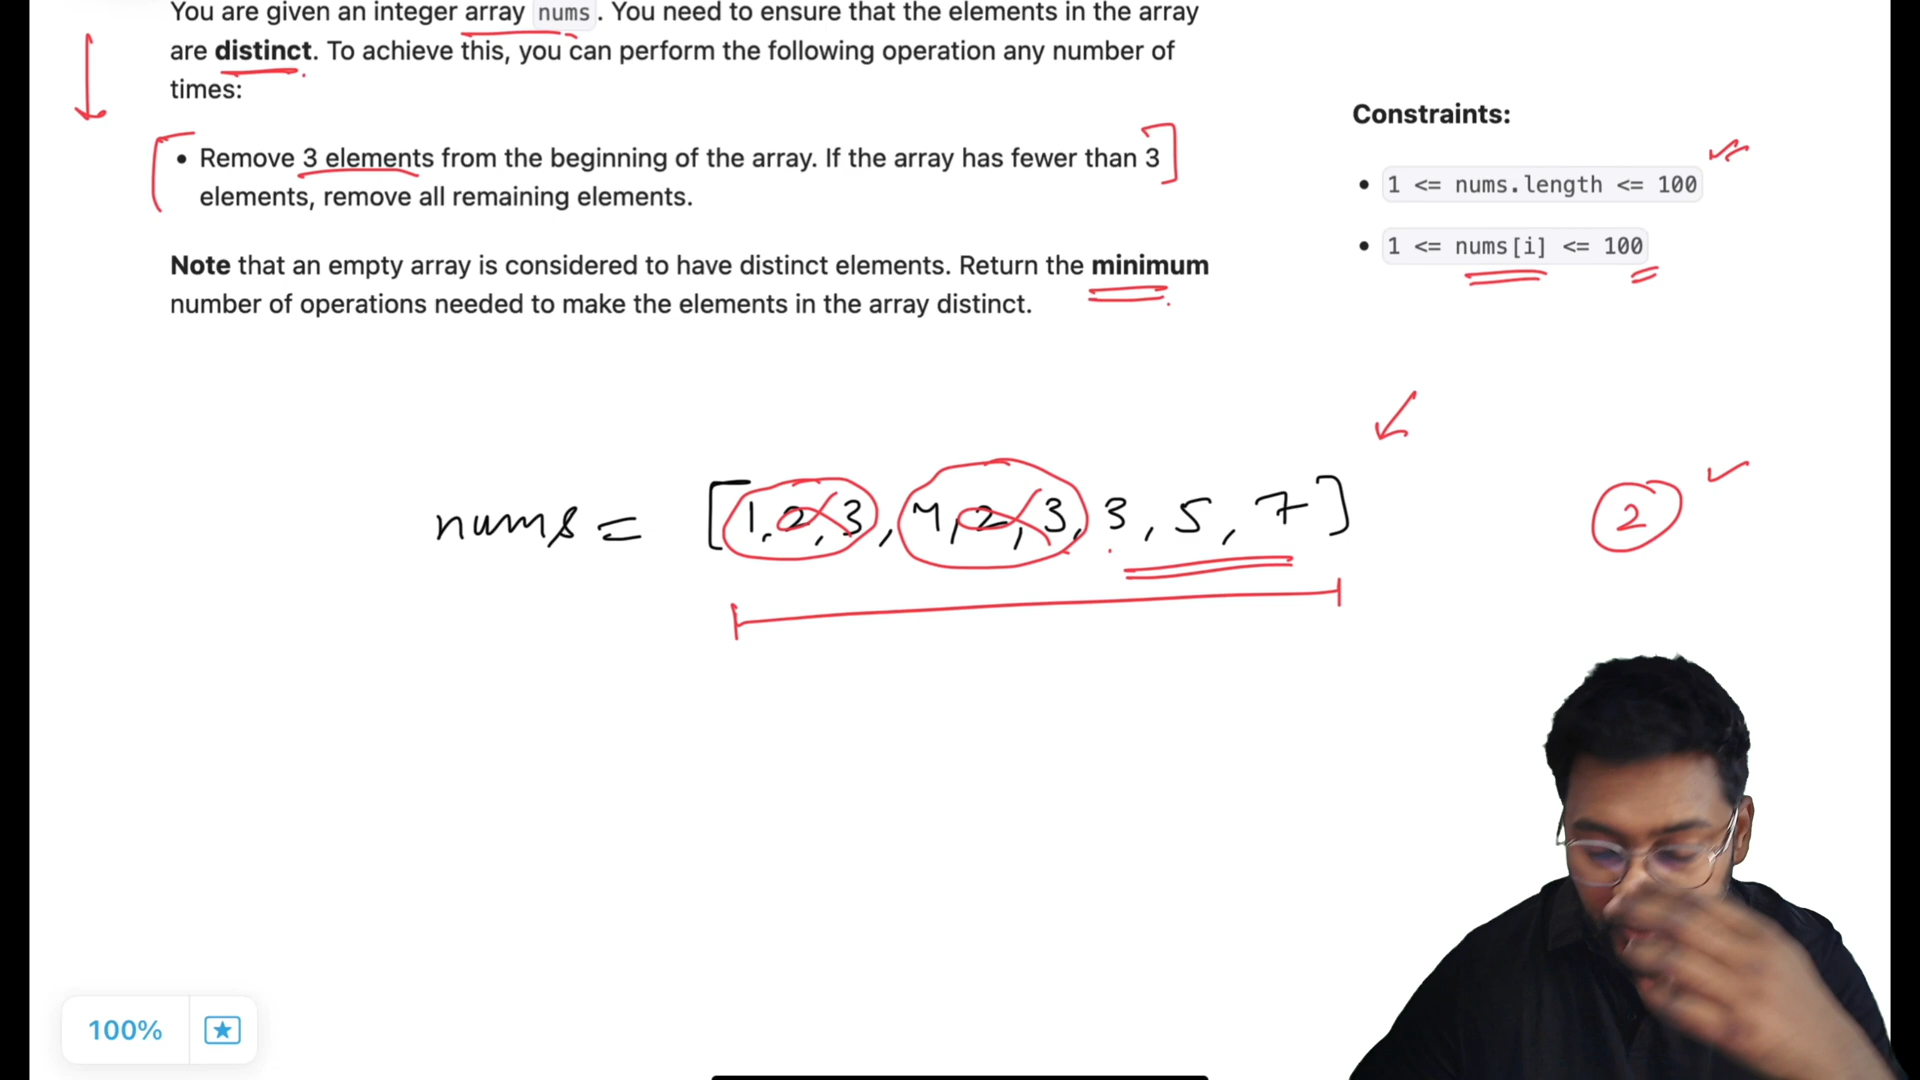 You are given an integer array nums. You need to ensure that the elements in the array
are distinct. To achieve this, you can perform the following operation any number of
times:
• Remove 3 elements from the beginning of the array. If the array has fewer than 3
elements, remove all remaining elements.
Note that an empty array is considered to have distinct elements. Return the minimum
number of operations needed to make the elements in the array distinct.
Constraints:
• 1 <= nums.length <= 100
• 1 <= nums[i] <= 100
nums = [1, 2, 3, 4, 2, 3, 3, 5, 7]
2
100%